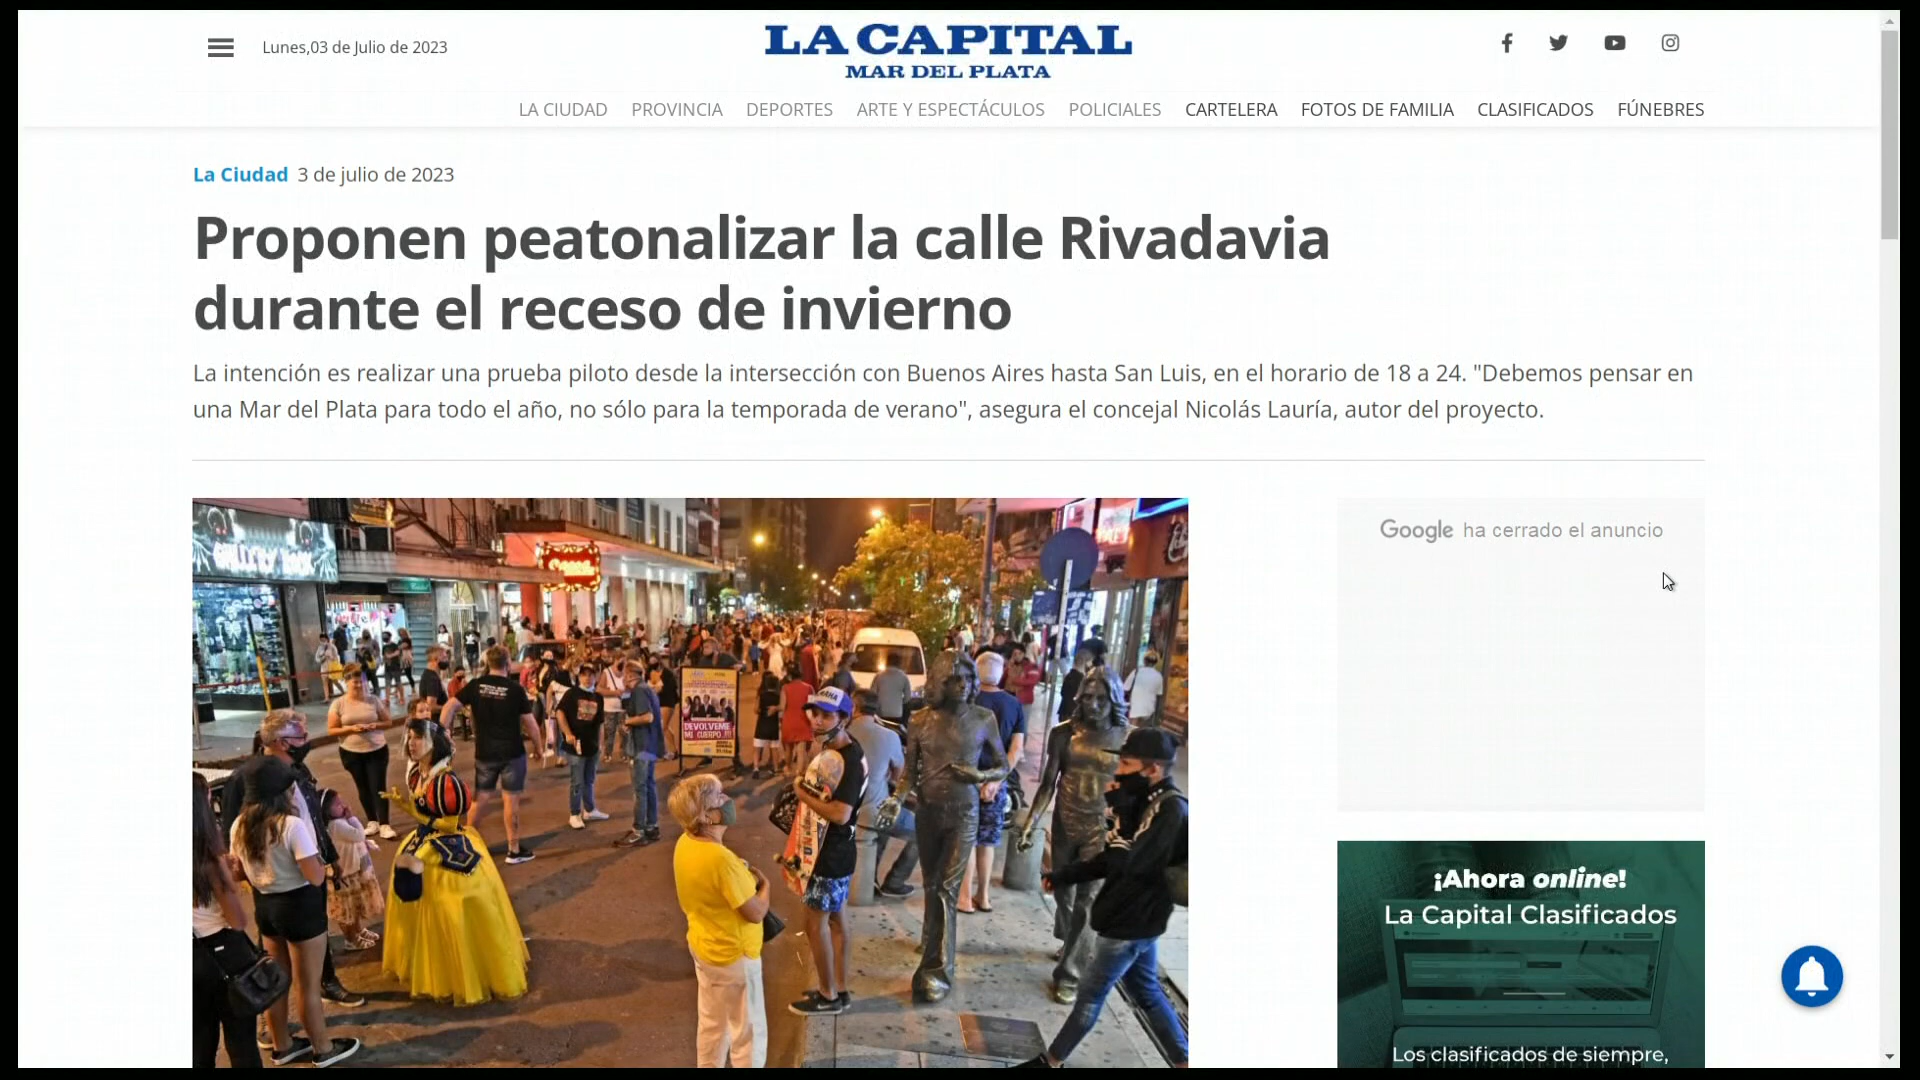 Lunes,03 de Julio de 2023
LA CAPITAL
MAR DEL PLATA
LA CIUDAD PROVINCIA DEPORTES ARTE Y ESPECTÁCULOS POLICIALES CARTELERA FOTOS DE FAMILIA CLASIFICADOS FÚNEBRES
La Ciudad 3 de julio de 2023
Proponen peatonalizar la calle Rivadavia
durante el receso de invierno
La intención es realizar una prueba piloto desde la intersección con Buenos Aires hasta San Luis, en el horario de 18 a 24. "Debemos pensar en
una Mar del Plata para todo el año, no sólo para la temporada de verano", asegura el concejal Nicolás Lauría, autor del proyecto.
DEVOLVEME
MI CUERPO
Google ha cerrado el anuncio
¡Ahora online!
La Capital Clasificados
Los clasificados de siempre,